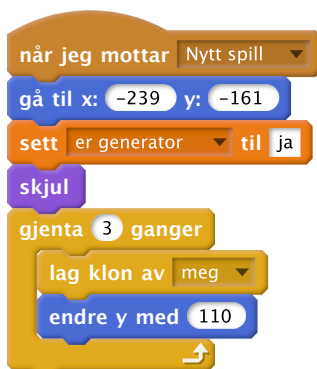 når jeg mottar Nytt spill
gå til x: -239 y: -161
sett er generator til ja
skjul
gjenta 3 ganger
lag klon av meg
endre y med 110